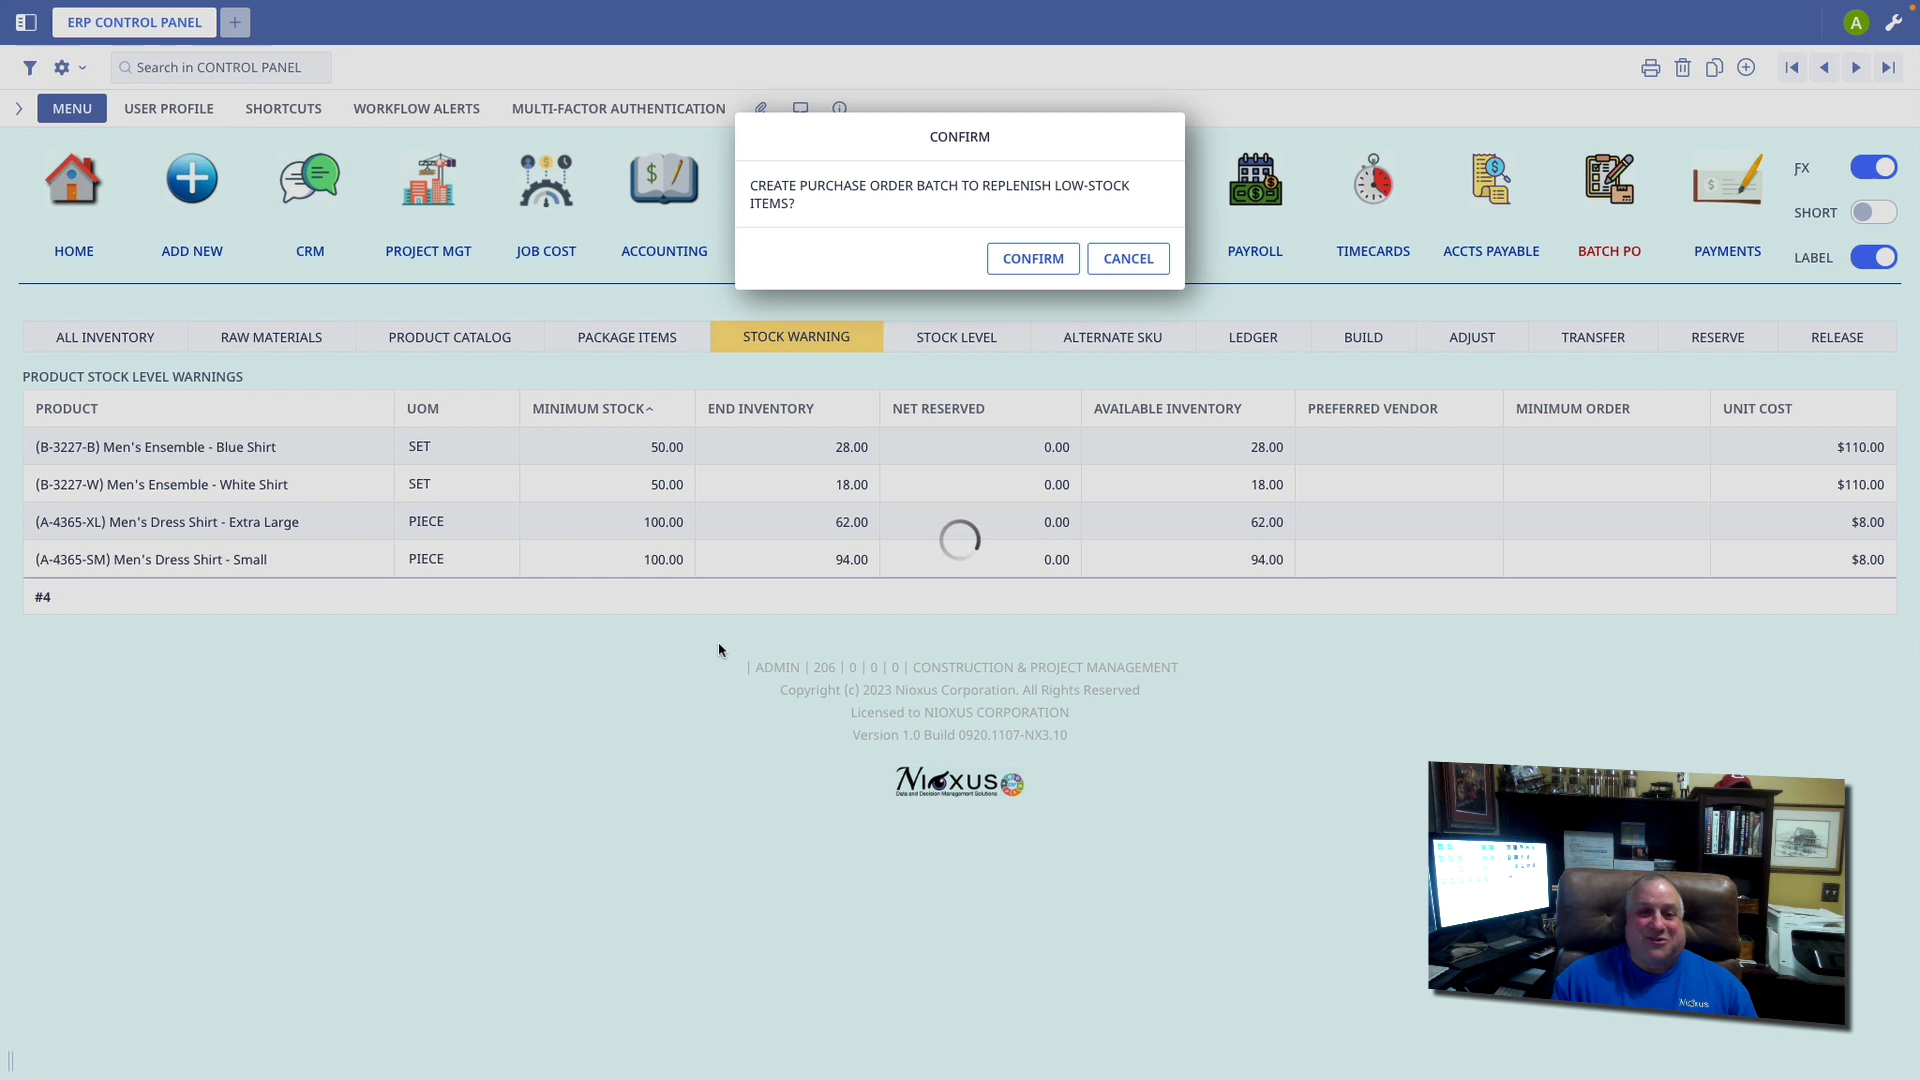 ERP CONTROL PANEL
+
A
Search in CONTROL PANEL
MENU USER PROFILE SHORTCUTS WORKFLOW ALERTS MULTI-FACTOR AUTHENTICATION
CONFIRM
CREATE PURCHASE ORDER BATCH TO REPLENISH LOW-STOCK
ITEMS?
CONFIRM CANCEL
HOME ADD NEW CRM PROJECT MGT JOB COST ACCOUNTING PAYROLL TIMECARDS ACCTS PAYABLE BATCH PO PAYMENTS
FX
SHORT
LABEL
ALL INVENTORY RAW MATERIALS PRODUCT CATALOG PACKAGE ITEMS STOCK WARNING STOCK LEVEL ALTERNATE SKU LEDGER BUILD ADJUST TRANSFER RESERVE RELEASE
PRODUCT STOCK LEVEL WARNINGS
PRODUCT UOM MINIMUM STOCK END INVENTORY NET RESERVED AVAILABLE INVENTORY PREFERRED VENDOR MINIMUM ORDER UNIT COST
(B-3227-B) Men's Ensemble - Blue Shirt SET 50.00 28.00 0.00 28.00 $110.00
(B-3227-W) Men's Ensemble - White Shirt SET 50.00 18.00 0.00 18.00 $110.00
(A-4365-XL) Men's Dress Shirt - Extra Large PIECE 100.00 62.00 0.00 62.00 $8.00
(A-4365-SM) Men's Dress Shirt - Small PIECE 100.00 94.00 0.00 94.00 $8.00
#4
| ADMIN | 206 | 0 | 0 | 0 | CONSTRUCTION & PROJECT MANAGEMENT
Copyright (c) 2023 Nioxus Corporation. All Rights Reserved
Licensed to NIOXUS CORPORATION
Version 1.0 Build 0920.1107-NX3.10
Nioxus
Data and Decision Management Solutions
Nioxus